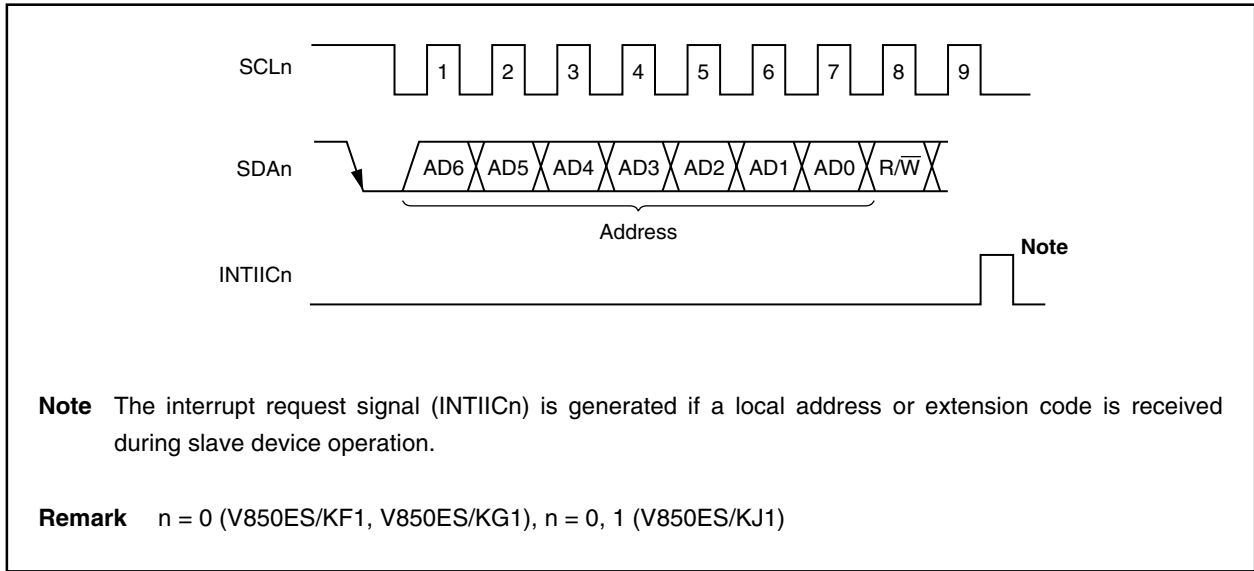 SCLn 1 2 3 4 5 6 7 8 9
SDAn AD6 AD5 AD4 AD3 AD2 AD1 AD0 R/W̅
Address
INTIICn Note
Note The interrupt request signal (INTIICn) is generated if a local address or extension code is received
during slave device operation.
Remark n = 0 (V850ES/KF1, V850ES/KG1), n = 0, 1 (V850ES/KJ1)